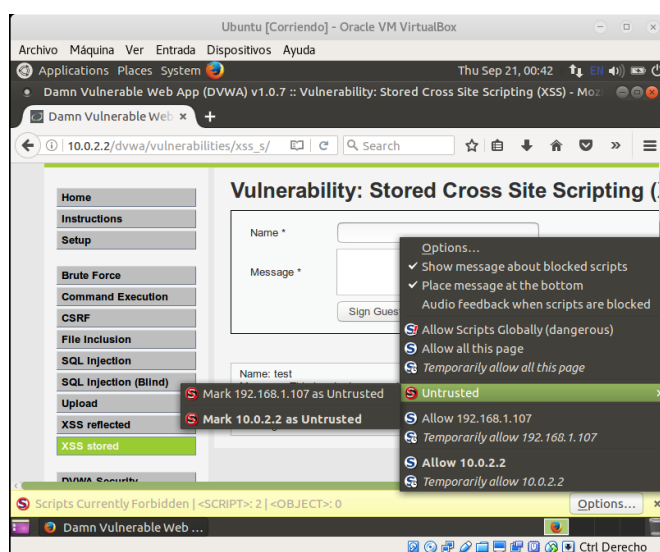 Ubuntu [Corriendo] - Oracle VM VirtualBox
Archivo Máquina Ver Entrada Dispositivos Ayuda
Applications Places System Thu Sep 21, 00:42 EN
Damn Vulnerable Web App (DVWA) v1.0.7 :: Vulnerability: Stored Cross Site Scripting (XSS) - Moz
Damn Vulnerable Web × +
10.0.2.2/dvwa/vulnerabilities/xss_s/ Search
Vulnerability: Stored Cross Site Scripting (
Home
Instructions
Setup
Brute Force
Command Execution
CSRF
File Inclusion
SQL Injection
SQL Injection (Blind)
Upload
XSS reflected
XSS stored
DVWA Security
Name *
Message *
Sign Gues
Name: test
Options...
Show message about blocked scripts
Place message at the bottom
Audio feedback when scripts are blocked
Allow Scripts Globally (dangerous)
Allow all this page
Temporarily allow all this page
Untrusted
Mark 192.168.1.107 as Untrusted
Mark 10.0.2.2 as Untrusted
Allow 192.168.1.107
Temporarily allow 192.168.1.107
Allow 10.0.2.2
Temporarily allow 10.0.2.2
Scripts Currently Forbidden | <SCRIPT>: 2 | <OBJECT>: 0 Options... ×
Damn Vulnerable Web ...
Ctrl Derecho